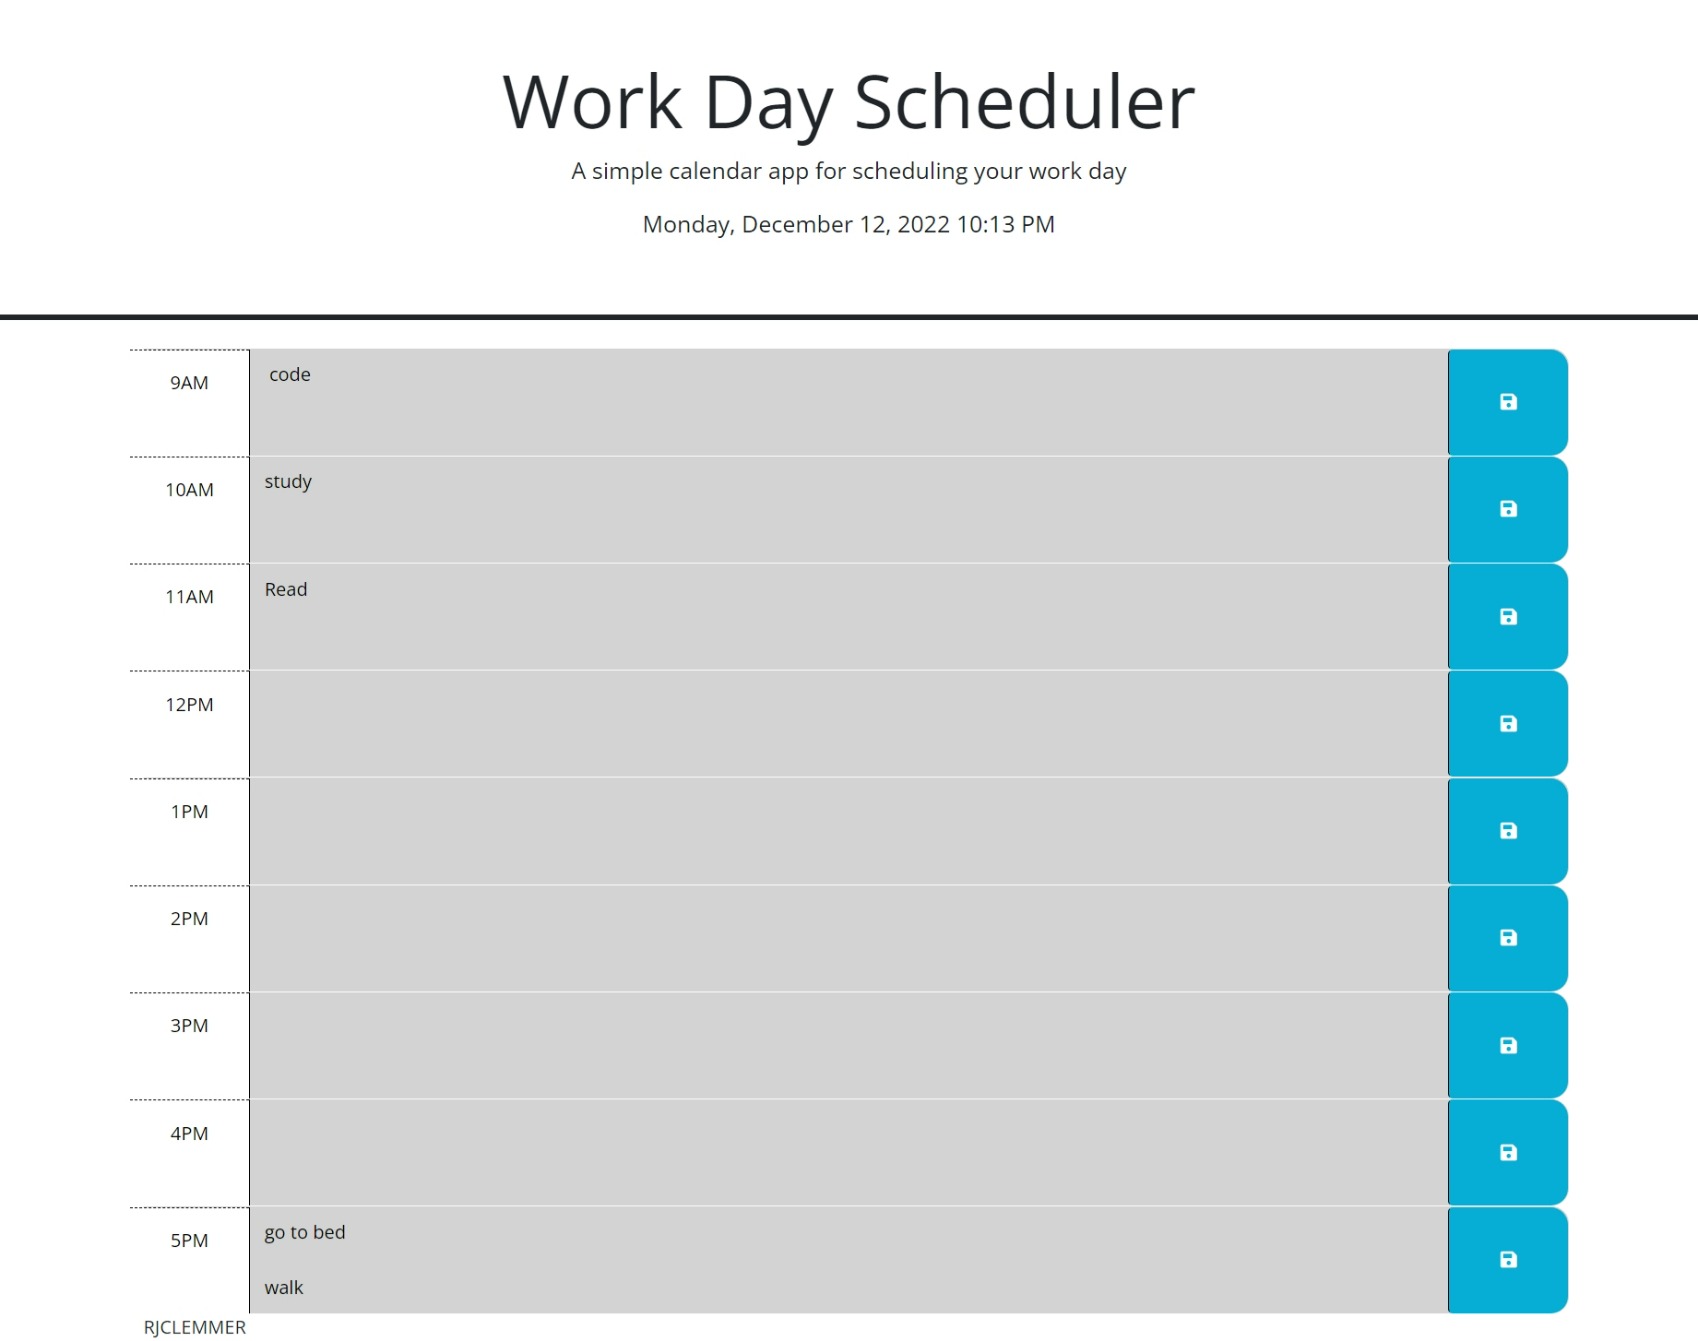 Work Day Scheduler
A simple calendar app for scheduling your work day
Monday, December 12, 2022 10:13 PM
9AM
code
10AM
study
11AM
Read
12PM
1PM
2PM
3PM
4PM
5PM
go to bed
walk
RJCLEMMER